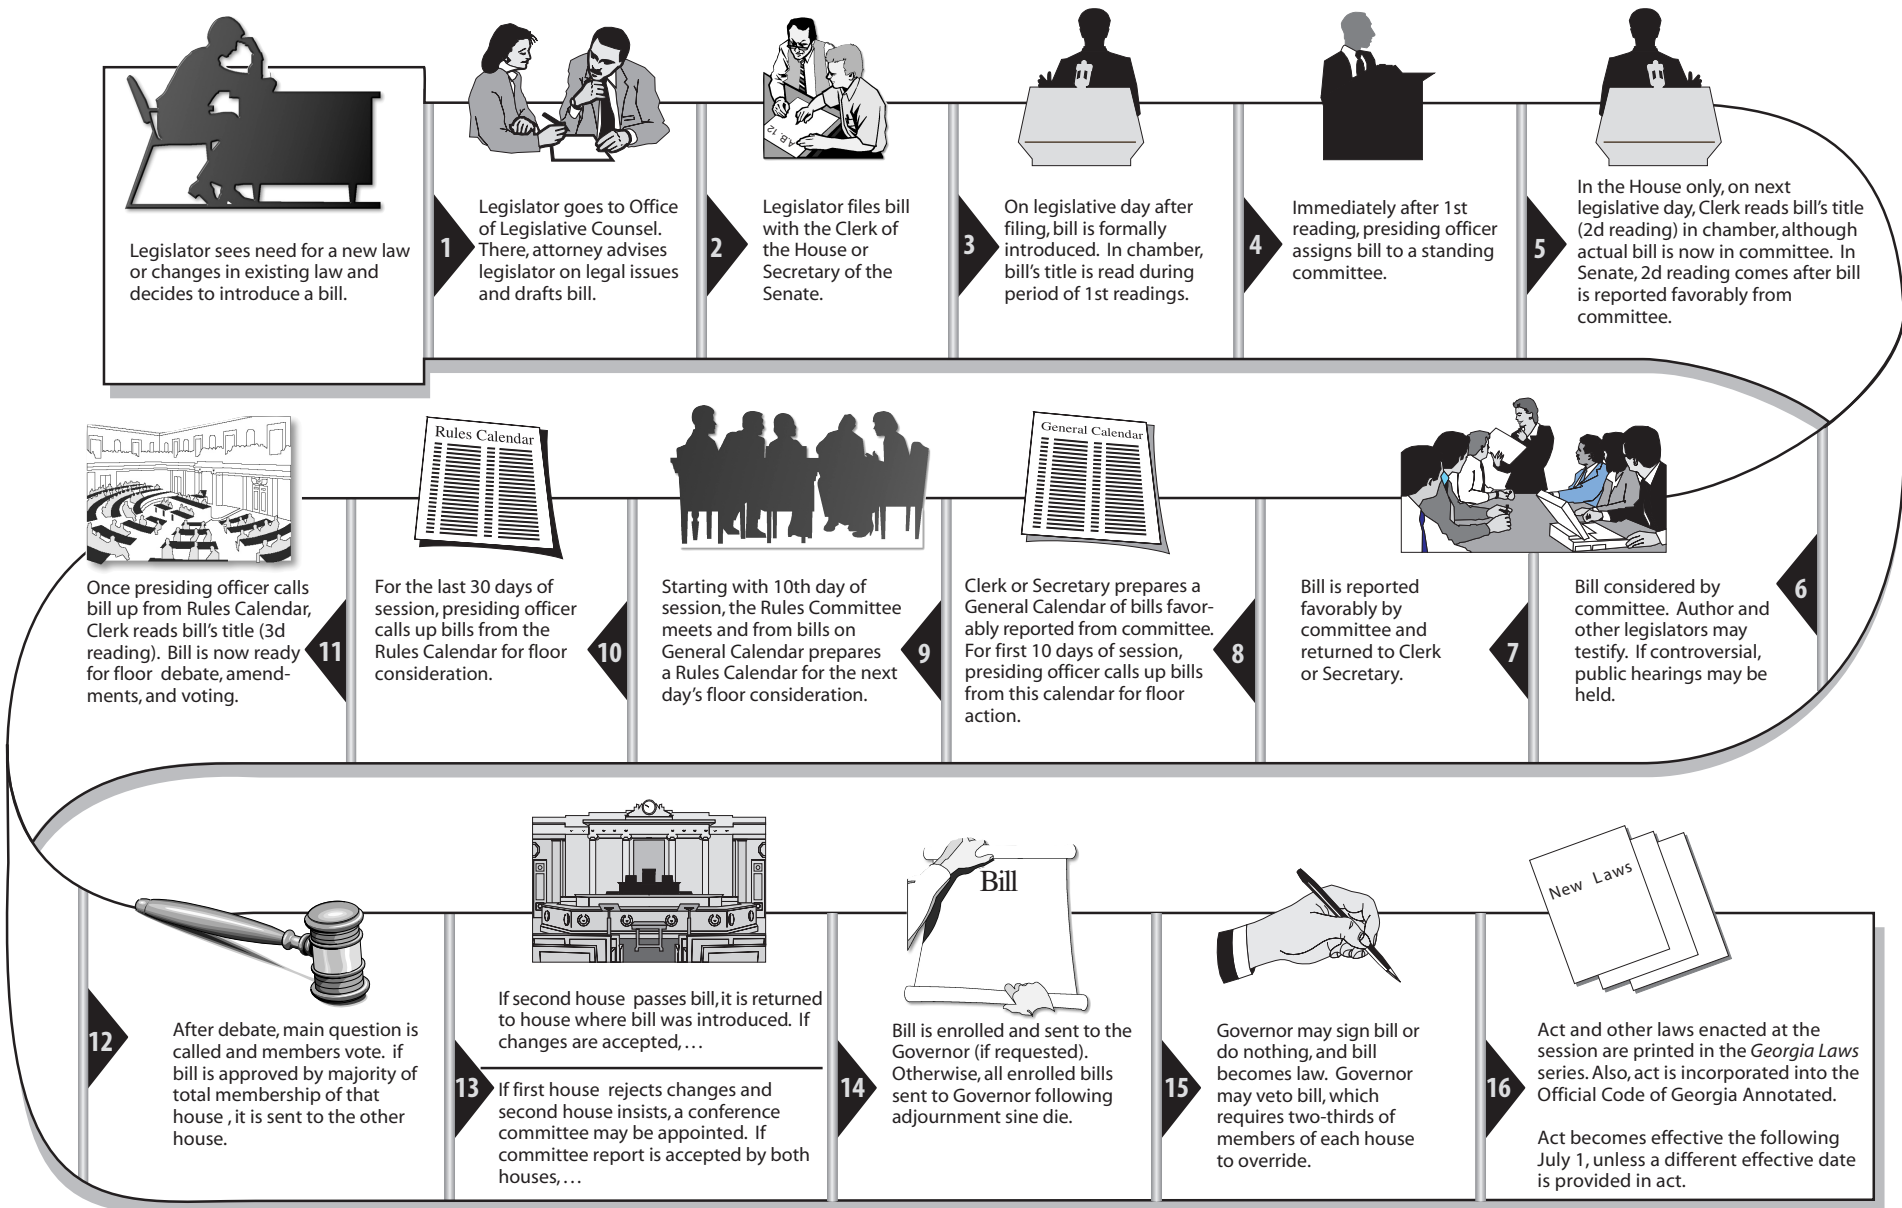 Legislator sees need for a new law
or changes in existing law and
decides to introduce a bill.
1
Legislator goes to Office
of Legislative Counsel.
There, attorney advises
legislator on legal issues
and drafts bill.
A.B. 12
2
Legislator files bill
with the Clerk of
the House or
Secretary of the
Senate.
3
On legislative day after
filing, bill is formally
introduced. In chamber,
bill's title is read during
period of 1st readings.
4
Immediately after 1st
reading, presiding officer
assigns bill to a standing
committee.
5
In the House only, on next
legislative day, Clerk reads bill's title
(2d reading) in chamber, although
actual bill is now in committee. In
Senate, 2d reading comes after bill
is reported favorably from
committee.
6
Bill considered by
committee. Author and
other legislators may
testify. If controversial,
public hearings may be
held.
7
Bill is reported
favorably by
committee and
returned to Clerk
or Secretary.
General Calendar
8
Clerk or Secretary prepares a
General Calendar of bills favor-
ably reported from committee.
For first 10 days of session,
presiding officer calls up bills
from this calendar for floor
action.
9
Starting with 10th day of
session, the Rules Committee
meets and from bills on
General Calendar prepares
a Rules Calendar for the next
day's floor consideration.
Rules Calendar
10
For the last 30 days of
session, presiding officer
calls up bills from the
Rules Calendar for floor
consideration.
11
Once presiding officer calls
bill up from Rules Calendar,
Clerk reads bill's title (3d
reading). Bill is now ready
for floor debate, amend-
ments, and voting.
12
After debate, main question is
called and members vote. if
bill is approved by majority of
total membership of that
house , it is sent to the other
house.
13
If second house passes bill, it is returned
to house where bill was introduced. If
changes are accepted, . . .
If first house rejects changes and
second house insists, a conference
committee may be appointed. If
committee report is accepted by both
houses, . . .
Bill
14
Bill is enrolled and sent to the
Governor (if requested).
Otherwise, all enrolled bills
sent to Governor following
adjournment sine die.
15
Governor may sign bill or
do nothing, and bill
becomes law. Governor
may veto bill, which
requires two-thirds of
members of each house
to override.
New Laws
16
Act and other laws enacted at the
session are printed in the Georgia Laws
series. Also, act is incorporated into the
Official Code of Georgia Annotated.
Act becomes effective the following
July 1, unless a different effective date
is provided in act.